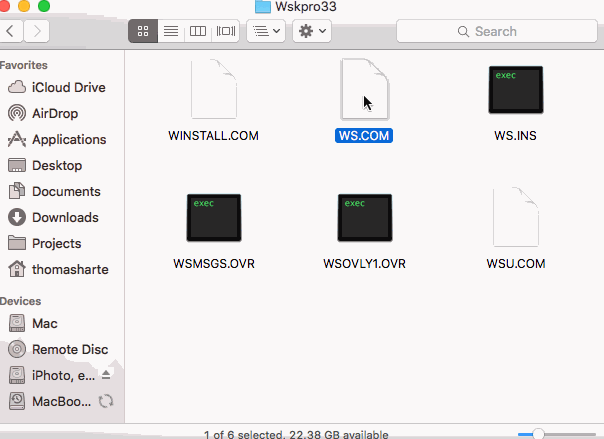 Wskpro33
Search
Favorites
iCloud Drive
AirDrop
Applications
Desktop
Documents
Downloads
Projects
thomasharte
Devices
Mac
Remote Disc
iPhoto, e...
MacBoo...
WINSTALL.COM
WS.COM
exec
WS.INS
exec
WSMSGS.OVR
exec
WSOVLY1.OVR
WSU.COM
1 of 6 selected, 22.38 GB available